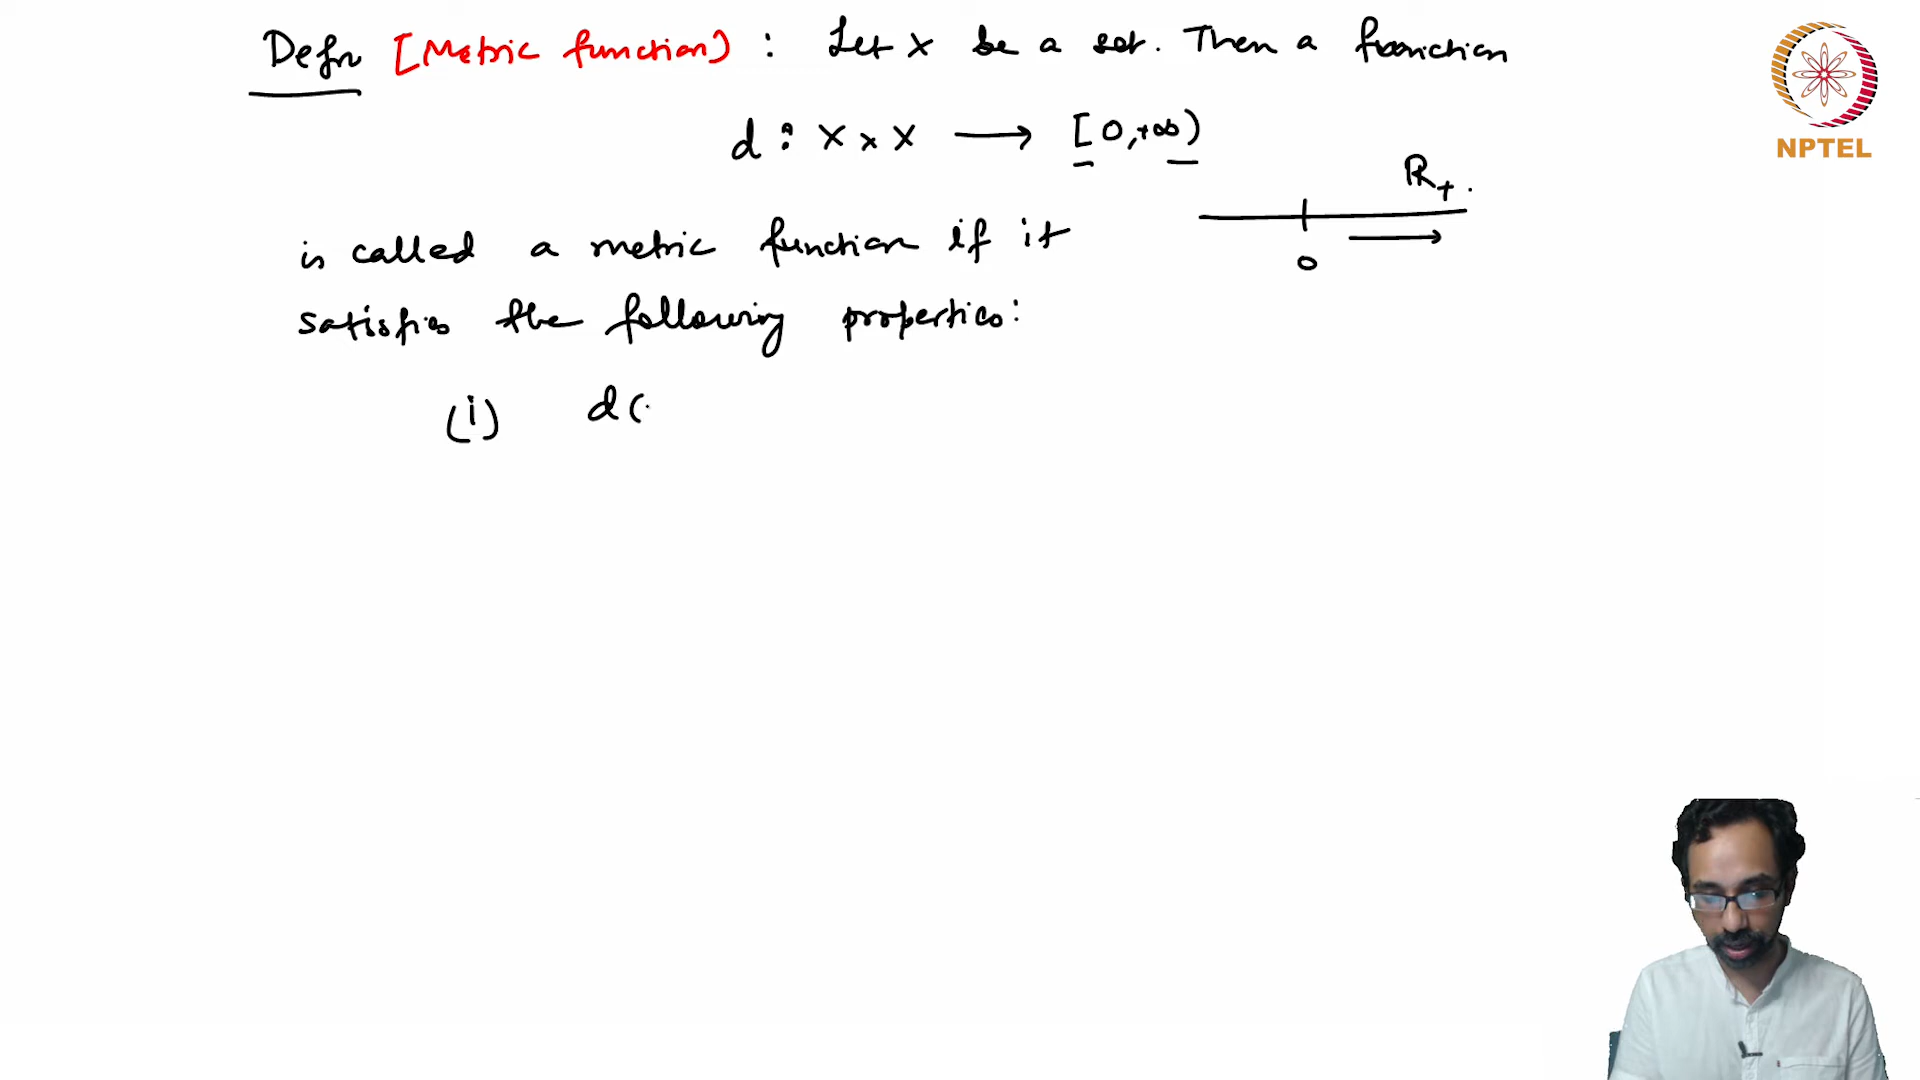 Defn [Metric function) : Let X be a set. Then a function
d : X × X ⟶ [0,+∞)
ℝ₊.
0
is called a metric function if it
satisfies the following properties:
(i) d(
NPTEL